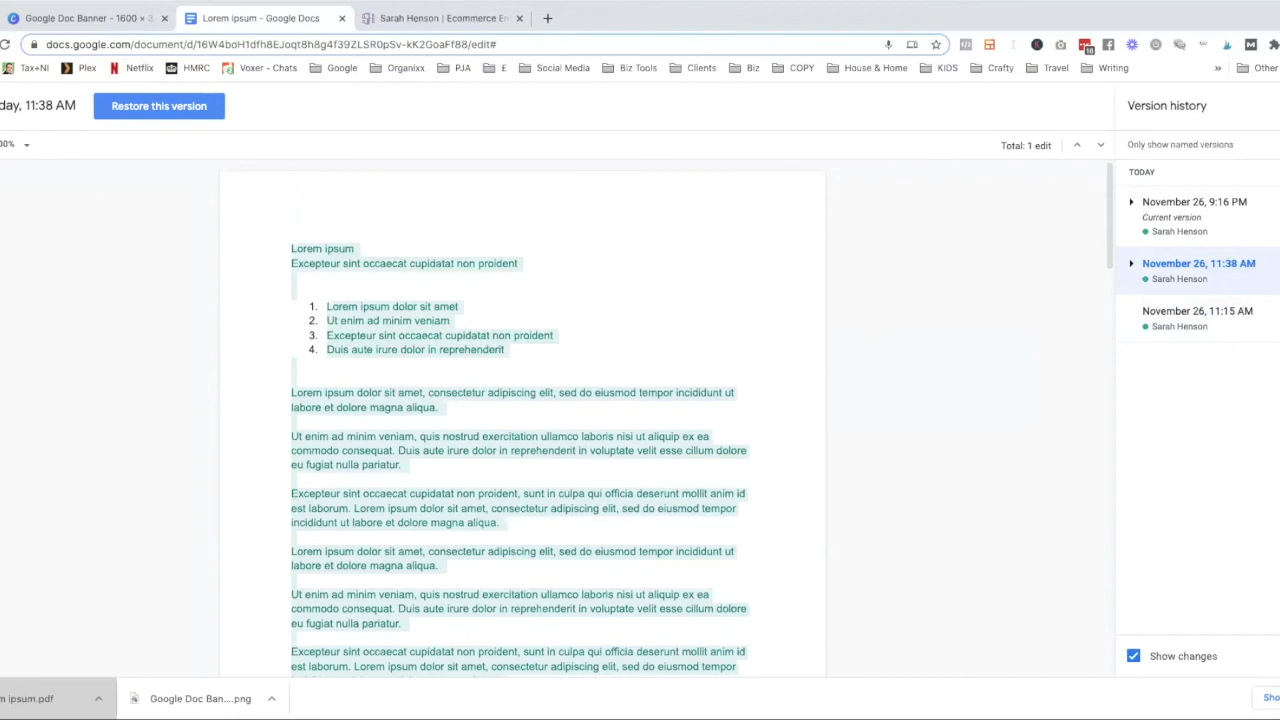 Google Doc Banner - 1600 × 3
Lorem ipsum - Google Docs
Sarah Henson | Ecommerce En
docs.google.com/document/d/16W4boH1dfh8EJoqt8h8g4f39ZLSR0pSv-kK2GoaFf88/edit#
Tax+NI
Plex
Netflix
HMRC
Voxer - Chats
Google
Organixx
PJA
£
Social Media
Biz Tools
Clients
Biz
COPY
House & Home
KIDS
Crafty
Travel
Writing
»
Other
day, 11:38 AM
Restore this version
Version history
00%
Total: 1 edit
Only show named versions
TODAY
November 26, 9:16 PM
Current version
Sarah Henson
November 26, 11:38 AM
Sarah Henson
November 26, 11:15 AM
Sarah Henson
Lorem ipsum
Excepteur sint occaecat cupidatat non proident
1. Lorem ipsum dolor sit amet
2. Ut enim ad minim veniam
3. Excepteur sint occaecat cupidatat non proident
4. Duis aute irure dolor in reprehenderit
Lorem ipsum dolor sit amet, consectetur adipiscing elit, sed do eiusmod tempor incididunt ut
labore et dolore magna aliqua.
Ut enim ad minim veniam, quis nostrud exercitation ullamco laboris nisi ut aliquip ex ea
commodo consequat. Duis aute irure dolor in reprehenderit in voluptate velit esse cillum dolore
eu fugiat nulla pariatur.
Excepteur sint occaecat cupidatat non proident, sunt in culpa qui officia deserunt mollit anim id
est laborum. Lorem ipsum dolor sit amet, consectetur adipiscing elit, sed do eiusmod tempor
incididunt ut labore et dolore magna aliqua.
Lorem ipsum dolor sit amet, consectetur adipiscing elit, sed do eiusmod tempor incididunt ut
labore et dolore magna aliqua.
Ut enim ad minim veniam, quis nostrud exercitation ullamco laboris nisi ut aliquip ex ea
commodo consequat. Duis aute irure dolor in reprehenderit in voluptate velit esse cillum dolore
eu fugiat nulla pariatur.
Excepteur sint occaecat cupidatat non proident, sunt in culpa qui officia deserunt mollit anim id
est laborum. Lorem ipsum dolor sit amet, consectetur adipiscing elit, sed do eiusmod tempor
Show changes
m ipsum.pdf
Google Doc Ban....png
Sho